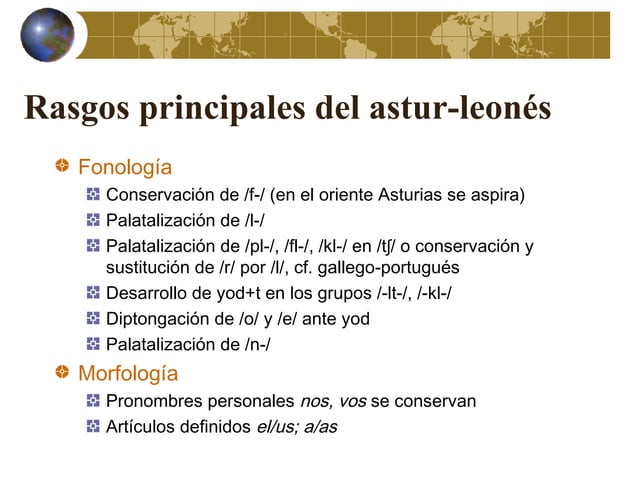 Rasgos principales del astur-leonés
Fonología
Conservación de /f-/ (en el oriente Asturias se aspira)
Palatalización de /l-/
Palatalización de /pl-/, /fl-/, /kl-/ en /t∫/ o conservación y
sustitución de /r/ por /l/, cf. gallego-portugués
Desarrollo de yod+t en los grupos /-lt-/, /-kl-/
Diptongación de /o/ y /e/ ante yod
Palatalización de /n-/
Morfología
Pronombres personales nos, vos se conservan
Artículos definidos el/us; a/as